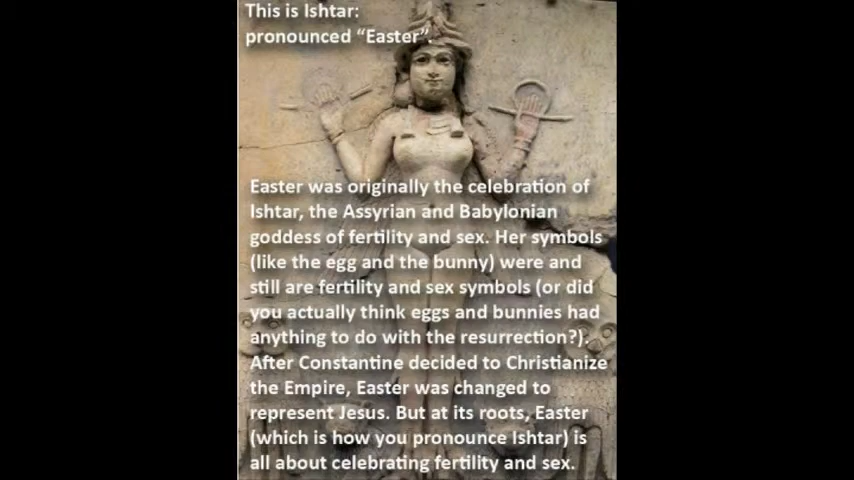 This is Ishtar:
pronounced “Easter”.
Easter was originally the celebration of
Ishtar, the Assyrian and Babylonian
goddess of fertility and sex. Her symbols
(like the egg and the bunny) were and
still are fertility and sex symbols (or did
you actually think eggs and bunnies had
anything to do with the resurrection?).
After Constantine decided to Christianize
the Empire, Easter was changed to
represent Jesus. But at its roots, Easter
(which is how you pronounce Ishtar) is
all about celebrating fertility and sex.